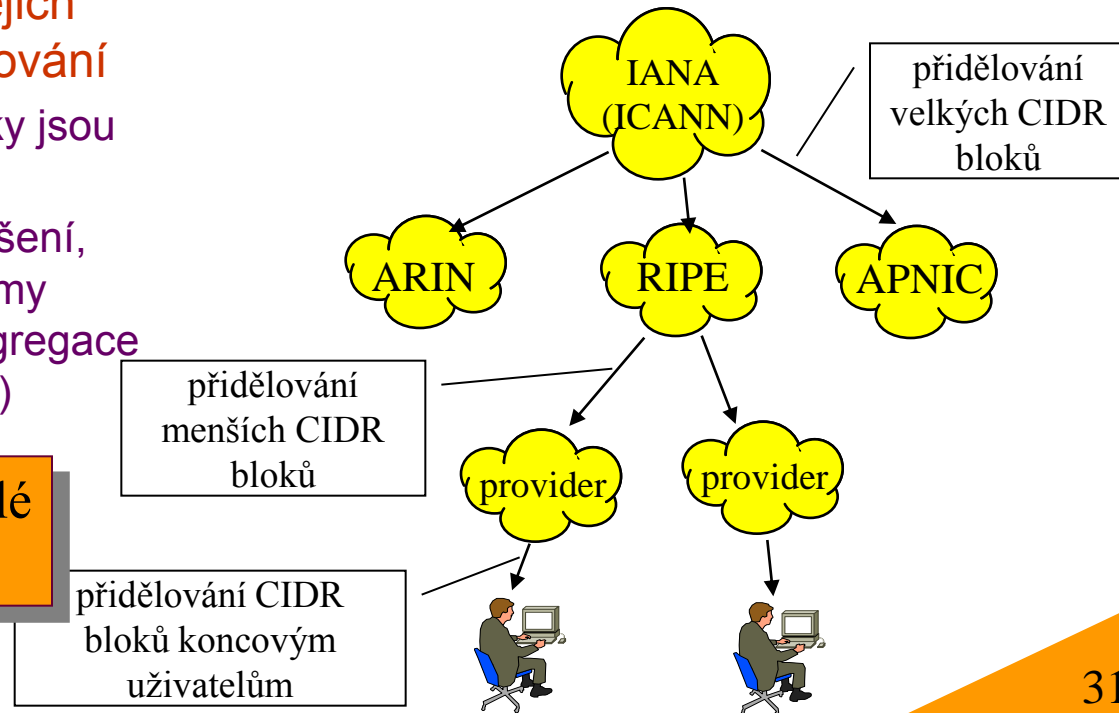 ejich
ování
ky jsou
šení,
my
gregace
)
IANA
(ICANN)
přidělování
velkých CIDR
bloků
ARIN
RIPE
APNIC
přidělování
menších CIDR
bloků
provider
provider
lé
přidělování CIDR
bloků koncovým
uživatelům
31